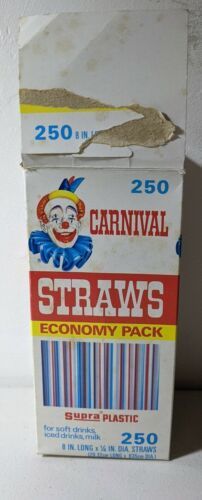 250 8 IN. LO
250
CARNIVAL
STRAWS
ECONOMY PACK
Supra PLASTIC
for soft drinks,
iced drinks, milk
250
8 IN. LONG x ¼ IN. DIA. STRAWS